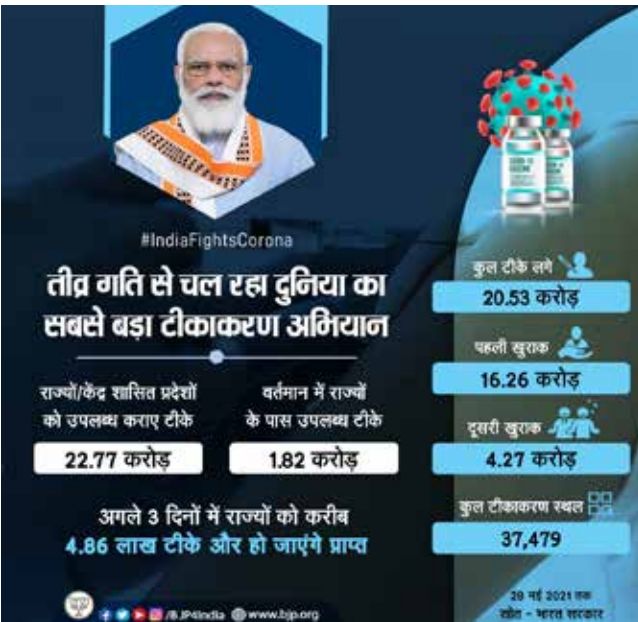 #IndiaFightsCorona
तीव्र गति से चल रहा दुनिया का
सबसे बड़ा टीकाकरण अभियान
राज्यों/केंद्र शासित प्रदेशों
को उपलब्ध कराए टीके
22.77 करोड़
वर्तमान में राज्यों
के पास उपलब्ध टीके
1.82 करोड़
अगले 3 दिनों में राज्यों को करीब
4.86 लाख टीके और हो जाएंगे प्राप्त
कुल टीके लगे
20.53 करोड़
पहली खुराक
16.26 करोड़
दूसरी खुराक
4.27 करोड़
कुल टीकाकरण स्थल
37,479
/BJP4India www.bjp.org
मई 2021 तक
स्रोत - भारत सरकार